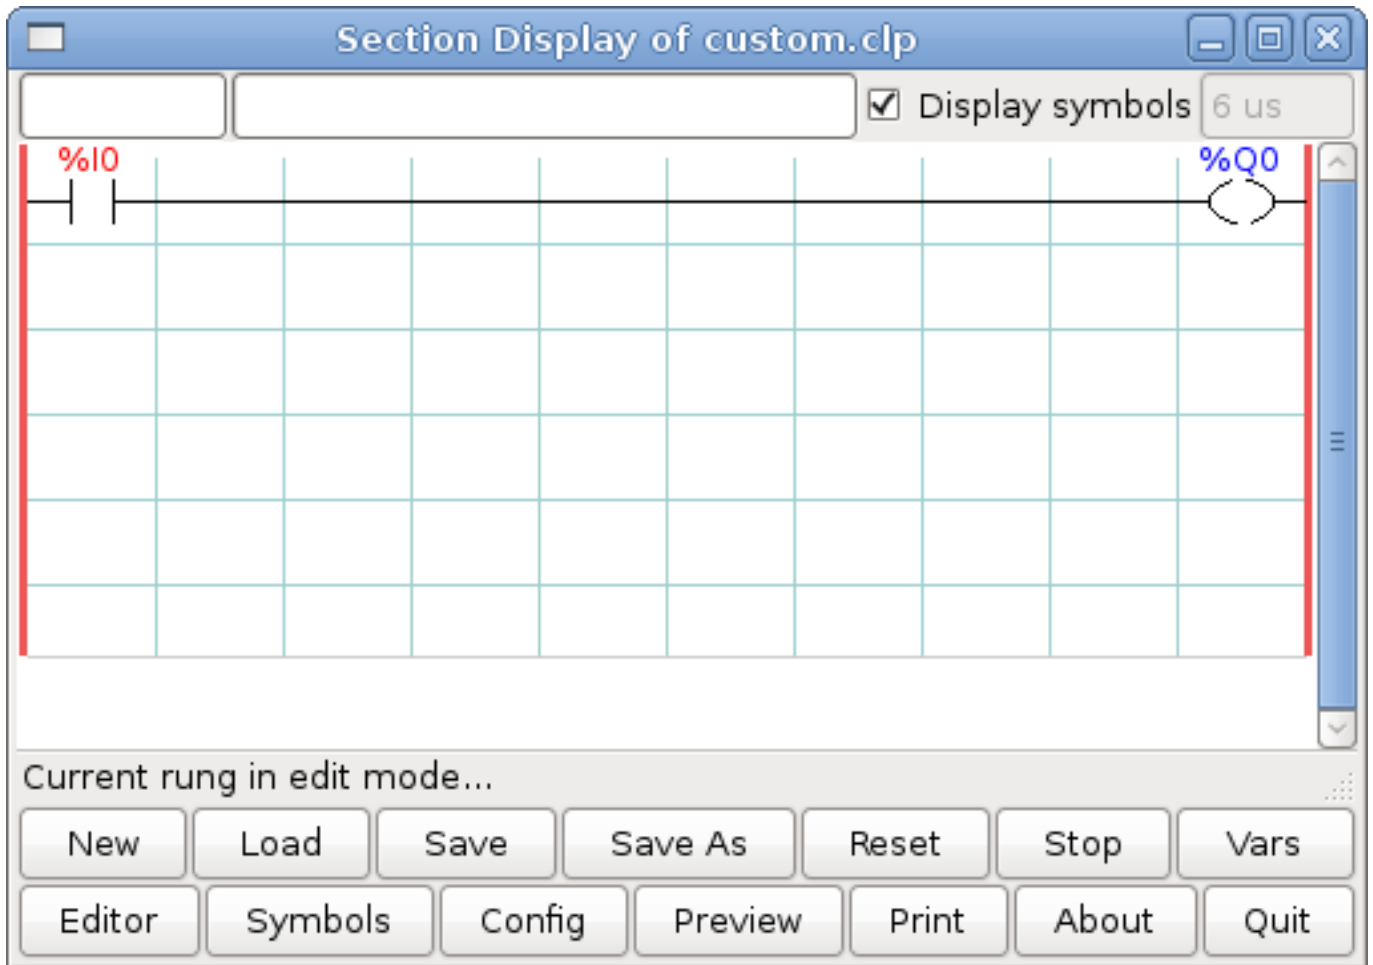 Section Display of custom.clp
Display symbols 6 us
%I0 %Q0
Current rung in edit mode...
New Load Save Save As Reset Stop Vars
Editor Symbols Config Preview Print About Quit